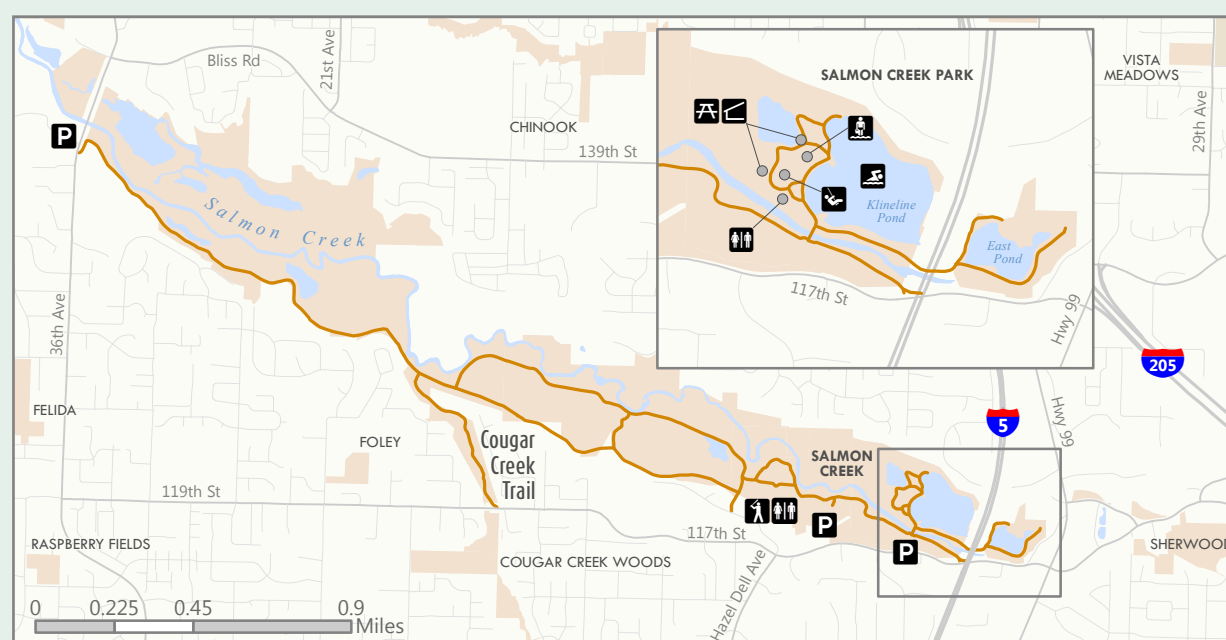 Bliss Rd
21st Ave
CHINOOK
139th St
P
Salmon Creek
36th Ave
FELIDA
FOLEY
Cougar
Creek
Trail
119th St
RASPBERRY FIELDS
COUGAR CREEK WOODS
117th St
Hazel Dell Ave
P
P
SALMON
CREEK
5
Hwy 99
205
SHERWOOD
VISTA
MEADOWS
29th Ave
SALMON CREEK PARK
Klineline
Pond
East
Pond
117th St
Hwy 99
0 0.225 0.45 0.9
Miles